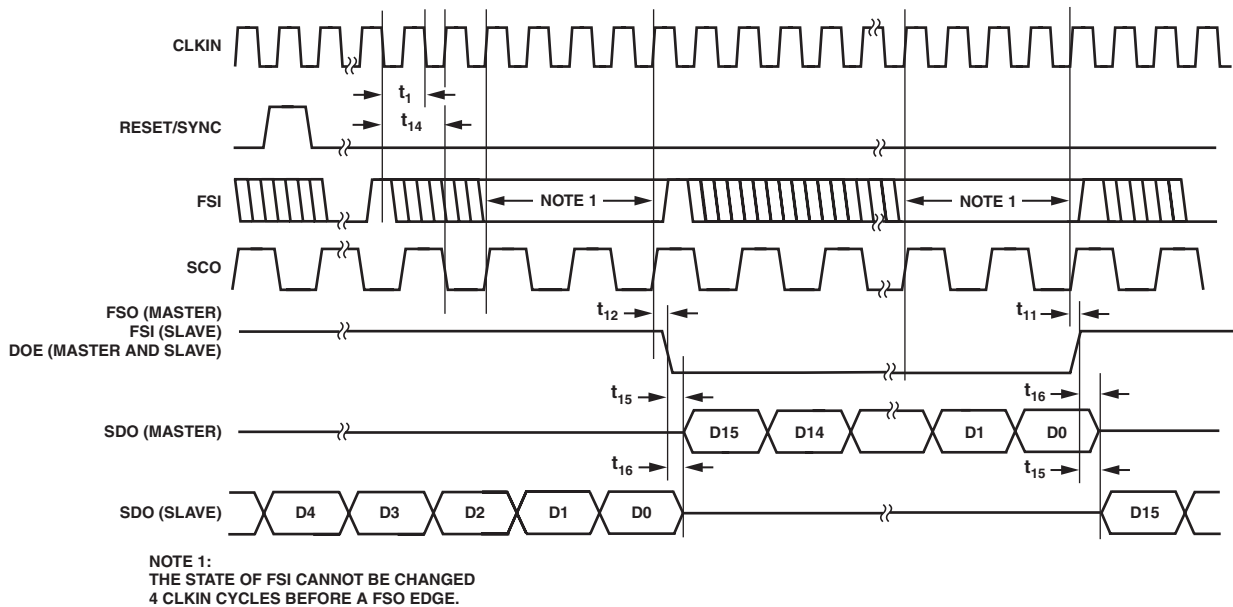 CLKIN
t1
RESET/SYNC
t14
FSI
NOTE 1
NOTE 1
SCO
FSO (MASTER)
FSI (SLAVE)
DOE (MASTER AND SLAVE)
t12
t11
t15
t16
SDO (MASTER)
D15
D14
D1
D0
t16
t15
SDO (SLAVE)
D4
D3
D2
D1
D0
D15
NOTE 1:
THE STATE OF FSI CANNOT BE CHANGED
4 CLKIN CYCLES BEFORE A FSO EDGE.